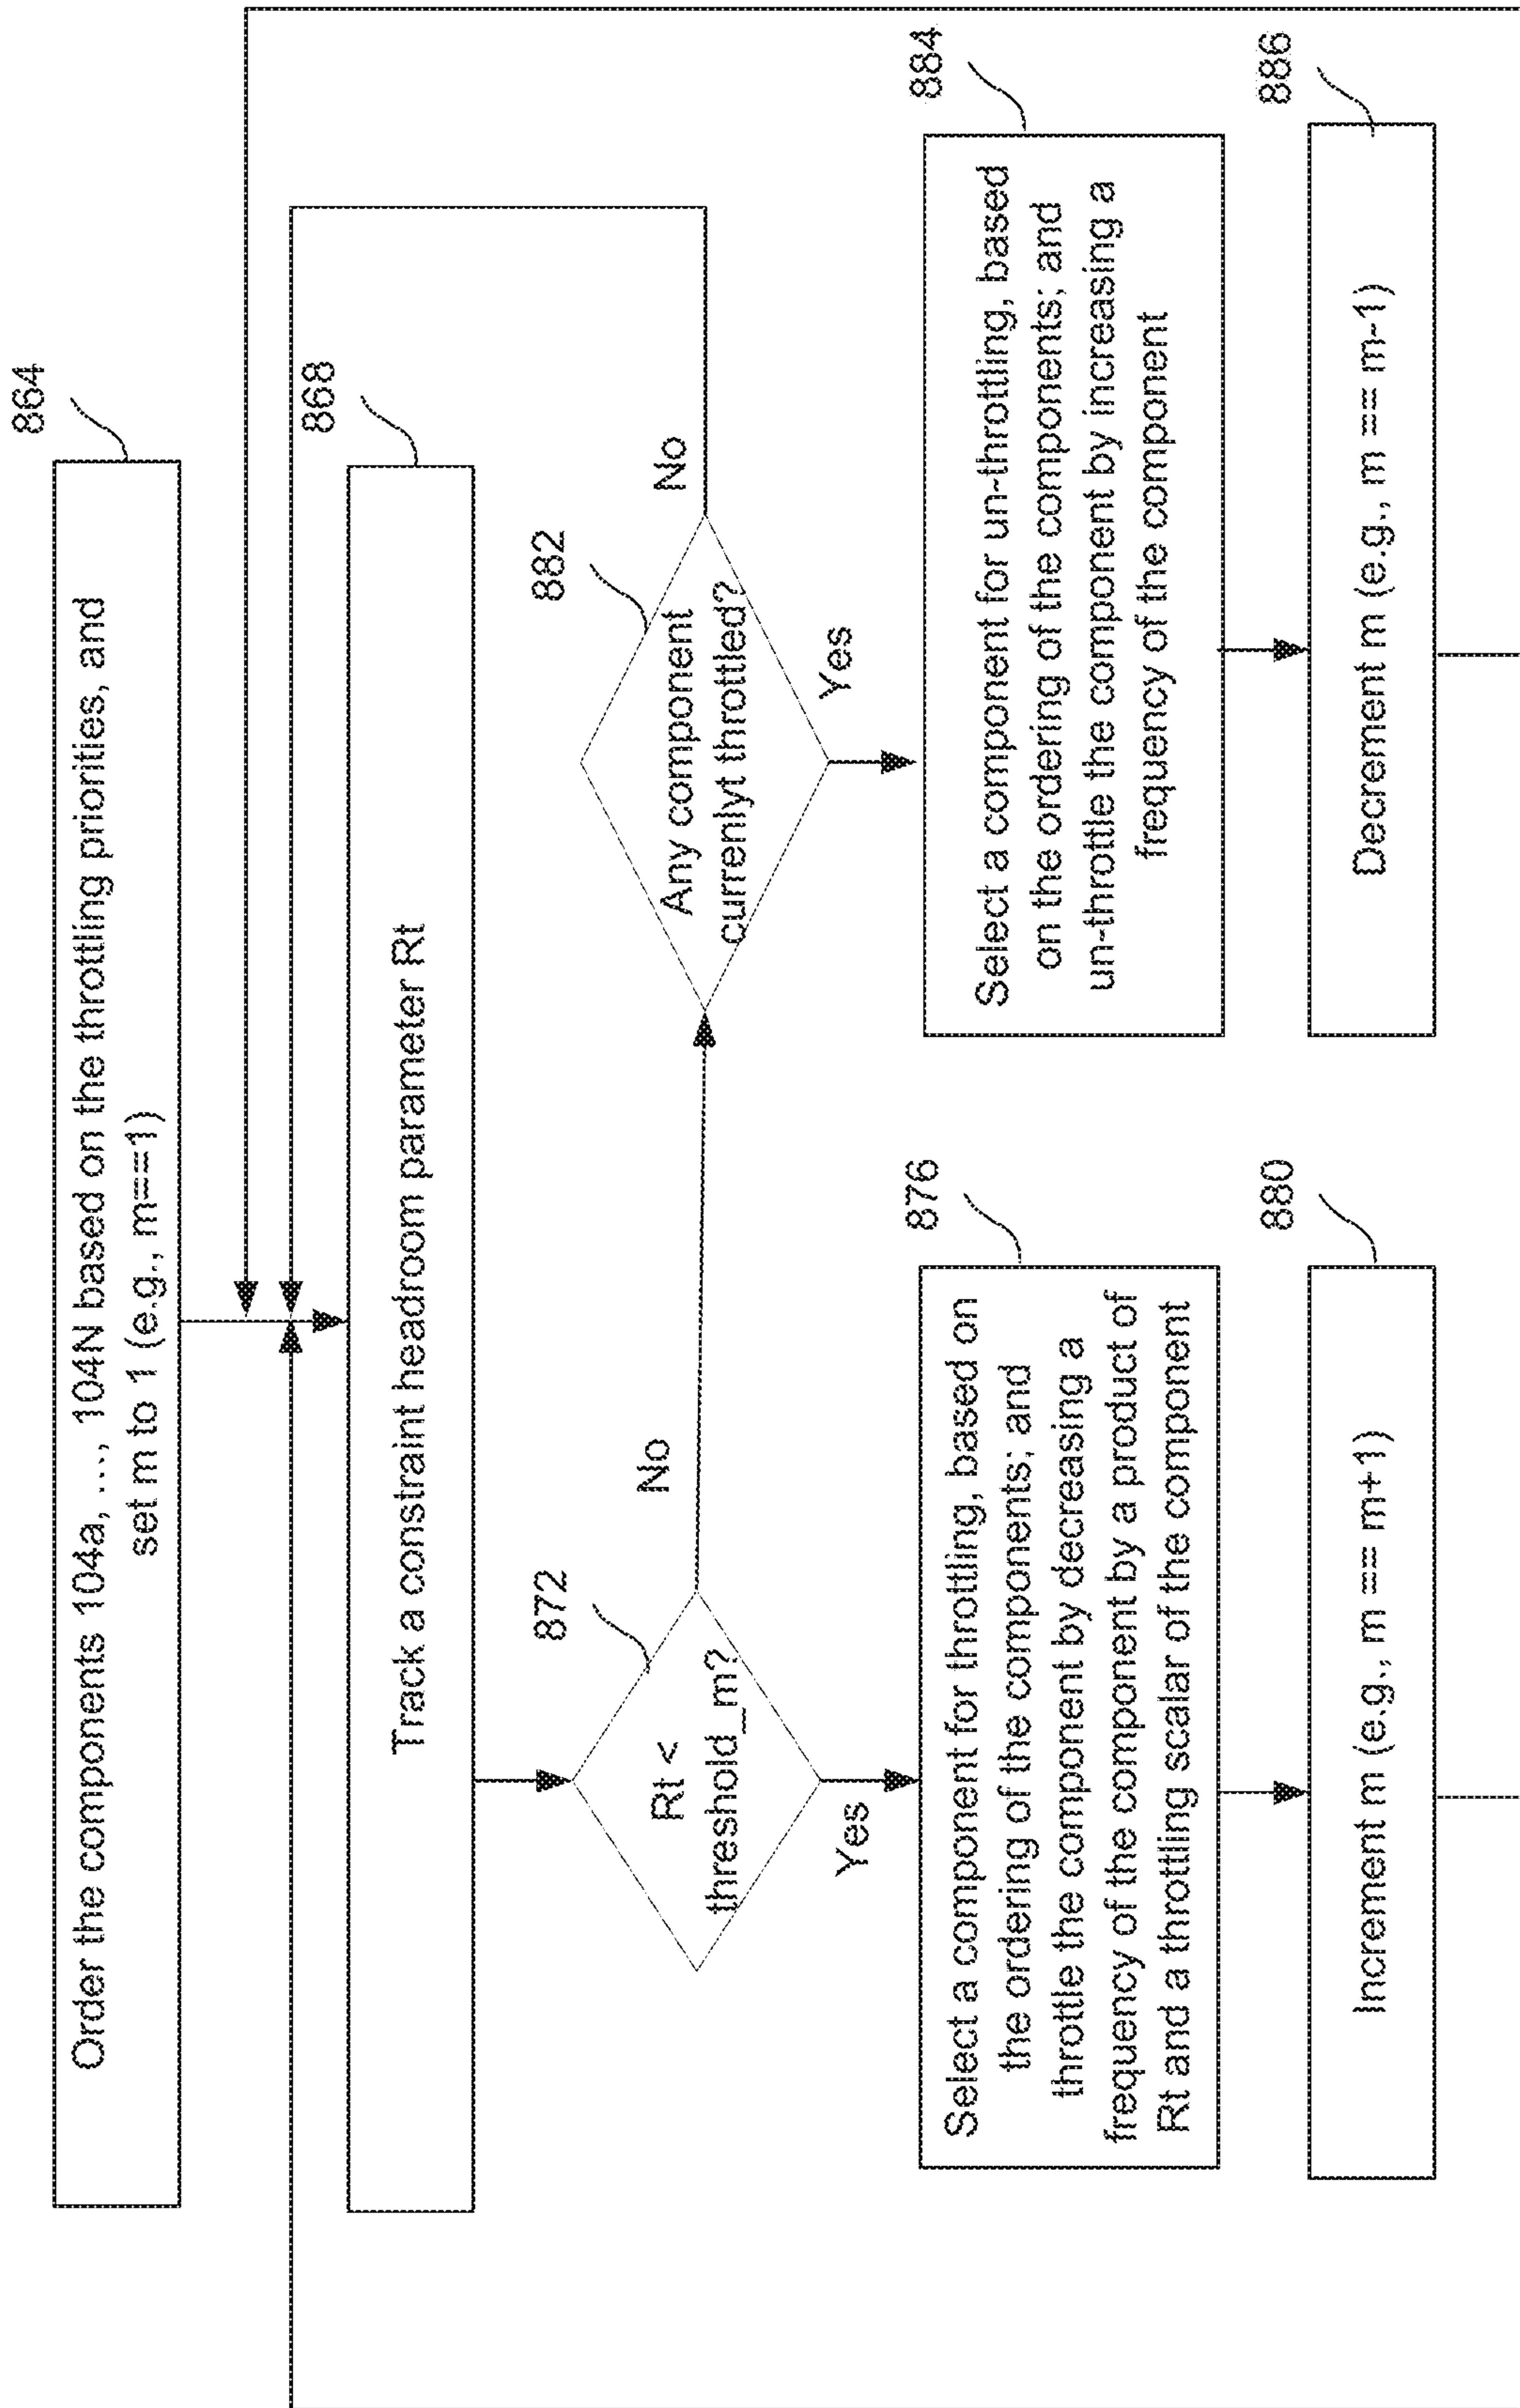 864
Order the components 104a, ..., 104N based on the throttling priorities, and
set m to 1 (e.g., m==1)
868
Track a constraint headroom parameter Rt
872
Rt <
threshold_m?
No
Yes
882
Any component
currenlyt throttled?
No
Yes
876
Select a component for throttling, based on
the ordering of the components; and
throttle the component by decreasing a
frequency of the component by a product of
Rt and a throttling scalar of the component
884
Select a component for un-throttling, based
on the ordering of the components; and
un-throttle the component by increasing a
frequency of the component
880
Increment m (e.g., m == m+1)
886
Decrement m (e.g., m == m-1)